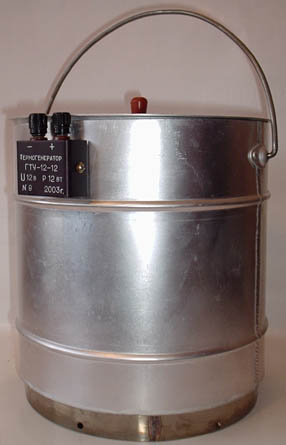 - +
ТЕРМОГЕНЕРАТОР
ГТУ-12-12
U 12 В P 12 ВТ
N 9 2003г.